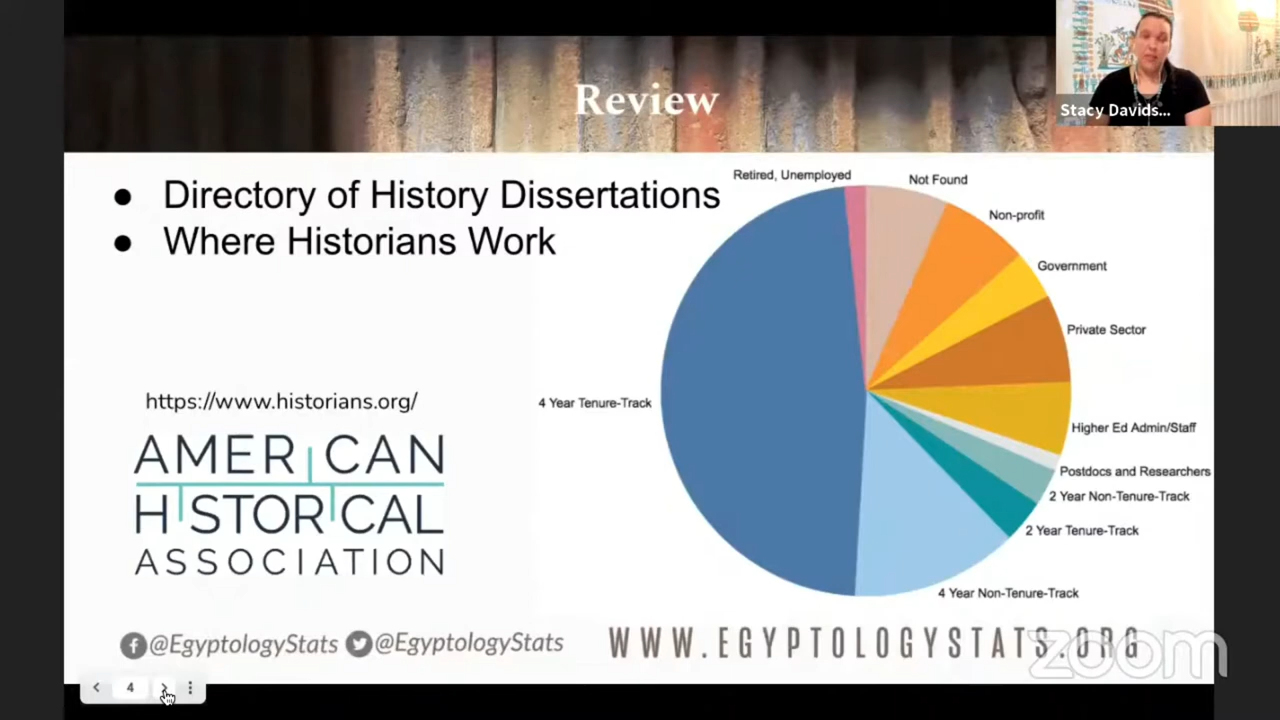 Review
Stacy Davids...
● Directory of History Dissertations
● Where Historians Work
Retired, Unemployed
Not Found
Non-profit
Government
Private Sector
Higher Ed Admin/Staff
Postdocs and Researchers
2 Year Non-Tenure-Track
2 Year Tenure-Track
4 Year Non-Tenure-Track
4 Year Tenure-Track
https://www.historians.org/
AMERICAN
HISTORICAL
ASSOCIATION
@EgyptologyStats @EgyptologyStats
WWW.EGYPTOLOGYSTATS.ORG
zoom
4